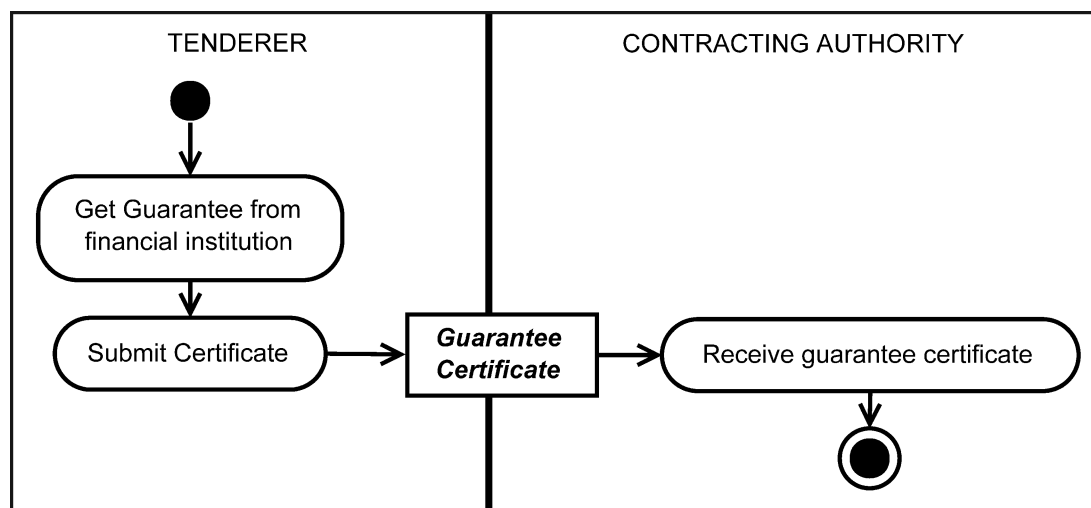 TENDERER
CONTRACTING AUTHORITY
Get Guarantee from
financial institution
Submit Certificate
Guarantee
Certificate
Receive guarantee certificate